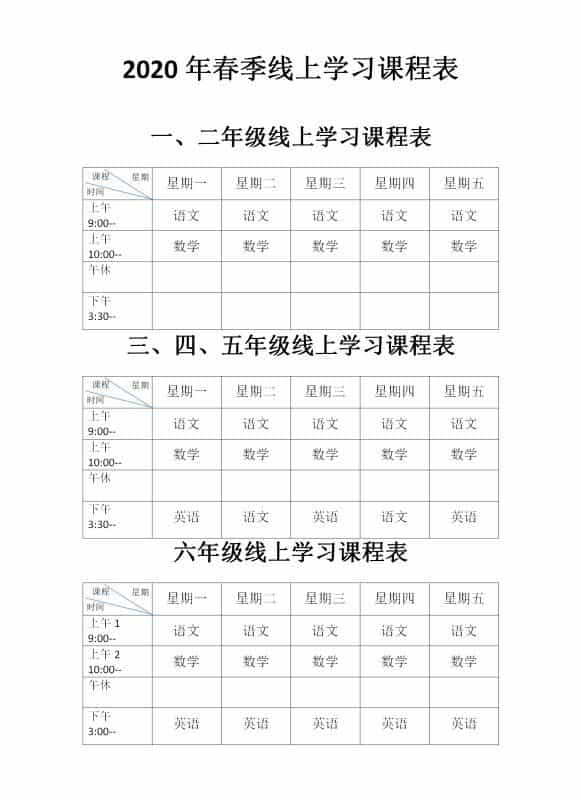 2020 年春季线上学习课程表
一、二年级线上学习课程表
课程 星期 星期一 星期二 星期三 星期四 星期五
时间
上午 语文 语文 语文 语文 语文
9:00--
上午 数学 数学 数学 数学 数学
10:00--
午休
下午
3:30--
三、四、五年级线上学习课程表
课程 星期 星期一 星期二 星期三 星期四 星期五
时间
上午 语文 语文 语文 语文 语文
9:00--
上午 数学 数学 数学 数学 数学
10:00--
午休
下午 英语 语文 英语 语文 英语
3:30--
六年级线上学习课程表
课程 星期 星期一 星期二 星期三 星期四 星期五
时间
上午 1 语文 语文 语文 语文 语文
9:00--
上午 2 数学 数学 数学 数学 数学
10:00--
午休
下午 英语 英语 英语 英语 英语
3:00--